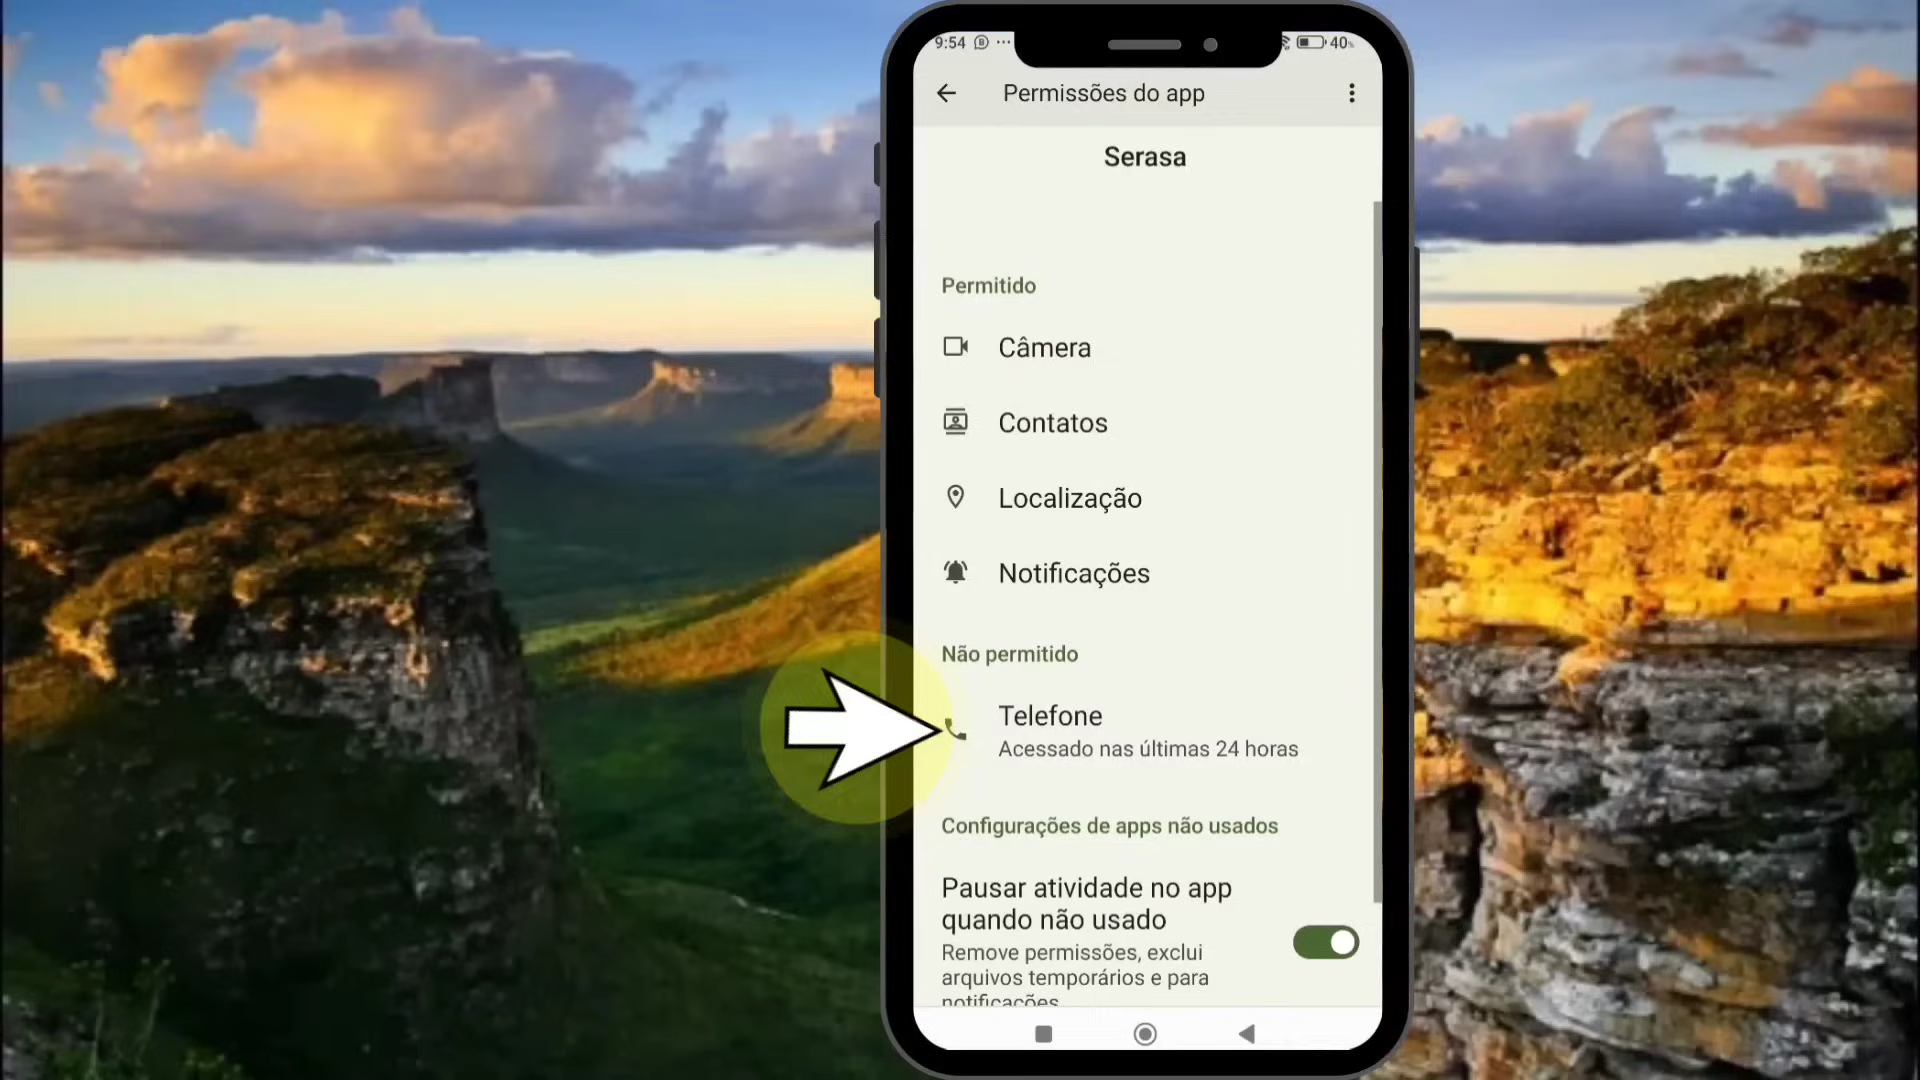 9:54 ... 40%
Permissões do app
Serasa
Permitido
Câmera
Contatos
Localização
Notificações
Não permitido
Telefone
Acessado nas últimas 24 horas
Configurações de apps não usados
Pausar atividade no app
quando não usado
Remove permissões, exclui
arquivos temporários e para
notificações